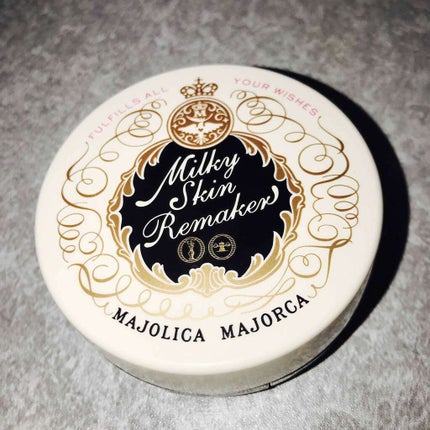 FULFILLS ALL YOUR WISHES
Milky
Skin
Remaker
MAJOLICA MAJORCA